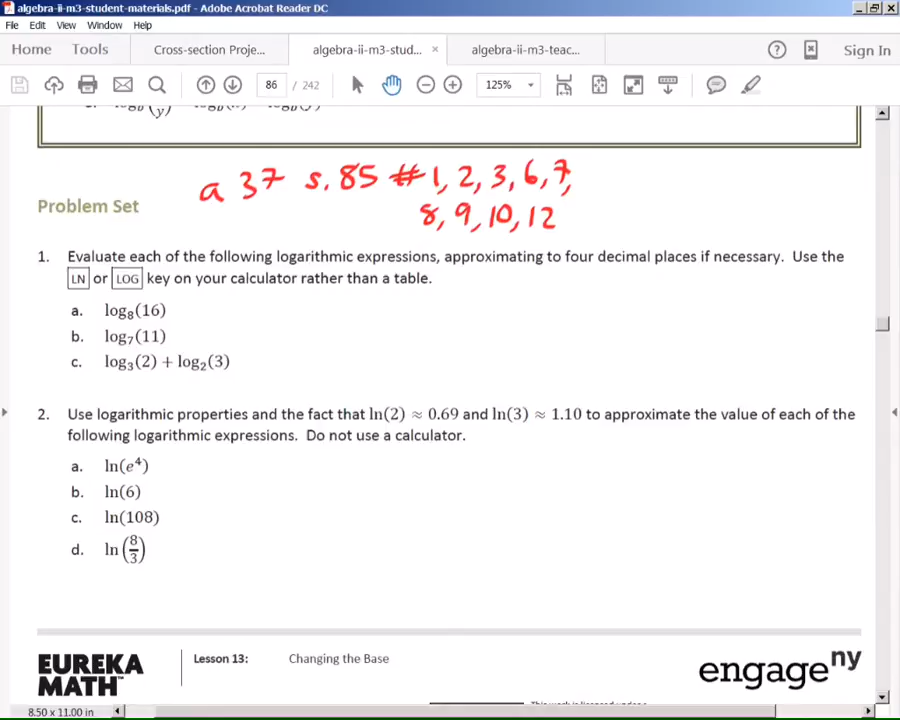 algebra-ii-m3-student-materials.pdf - Adobe Acrobat Reader DC
File Edit View Window Help
Home Tools Cross-section Proje... algebra-ii-m3-stud... × algebra-ii-m3-teac... Sign In
86 / 242 125%
a 37 s. 85 # 1, 2, 3, 6, 7,
8, 9, 10, 12
Problem Set
1. Evaluate each of the following logarithmic expressions, approximating to four decimal places if necessary. Use the
LN or LOG key on your calculator rather than a table.
a. log₈(16)
b. log₇(11)
c. log₃(2) + log₂(3)
2. Use logarithmic properties and the fact that ln(2) ≈ 0.69 and ln(3) ≈ 1.10 to approximate the value of each of the
following logarithmic expressions. Do not use a calculator.
a. ln(e⁴)
b. ln(6)
c. ln(108)
d. ln(8/3)
EUREKA
MATH™
Lesson 13: Changing the Base
engage ny
8.50 x 11.00 in